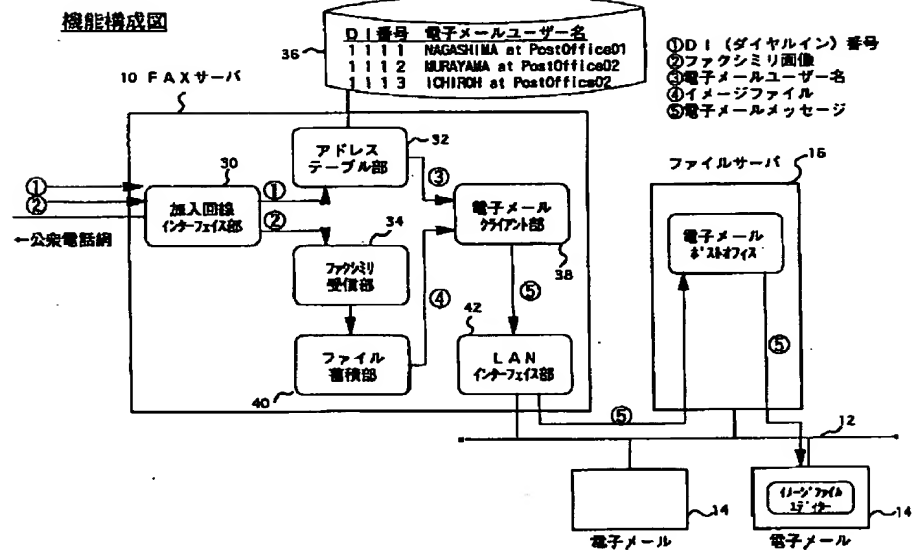 機能構成図
DI番号 電子メールユーザー名
1111 NAGASHIMA at PostOffice01
1112 MURAYAMA at PostOffice02
1113 ICHIROH at PostOffice02
36
①DI(ダイヤルイン)番号
②ファクシミリ画像
③電子メールユーザー名
④イメージファイル
⑤電子メールメッセージ
10 FAXサーバ
30
32
アドレス
テーブル部
①
②
加入回線
インターフェイス部
①
②
③
←公衆電話網
34
ファクシミリ
受信部
電子メール
クライアント部
38
④
⑤
ファイル
蓄積部
40
42
LAN
インターフェイス部
ファイルサーバ
16
電子メール
ポストオフィス
⑤
⑤
12
14
電子メール
イメージファイル
エディター
14
電子メール